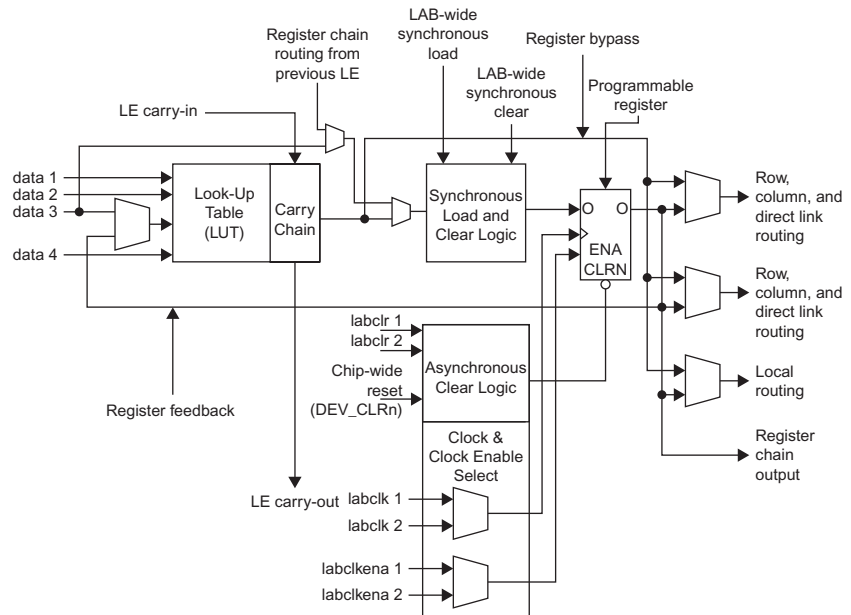 LAB-wide
synchronous
load
Register chain
routing from
previous LE
Register bypass
LAB-wide
synchronous
clear
Programmable
register
LE carry-in
data 1
data 2
data 3
data 4
Look-Up
Table
(LUT)
Carry
Chain
Synchronous
Load and
Clear Logic
O O
ENA
CLRN
Row,
column, and
direct link
routing
Row,
column, and
direct link
routing
Local
routing
Register
chain
output
labclr 1
labclr 2
Chip-wide
reset
(DEV_CLRn)
Asynchronous
Clear Logic
Register feedback
Clock &
Clock Enable
Select
LE carry-out
labclk 1
labclk 2
labclkena 1
labclkena 2